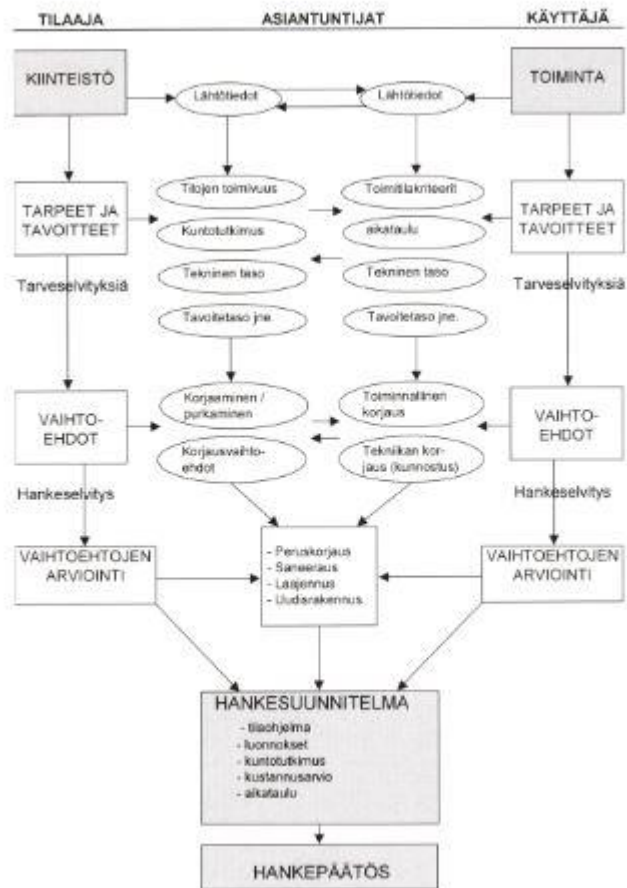 TILAAJA ASIANTUNTIJAT KÄYTTÄJÄ
KIINTEISTÖ
Lähtötiedot
Lähtötiedot
TOIMINTA
TARPEET JA
TAVOITTEET
Tilojen toimivuus
Kuntotutkimus
Tekninen taso
Tavoitetaso jne.
Toimitilakriteerit
aikataulu
Tekninen taso
Tavoitetaso jne.
TARPEET JA
TAVOITTEET
Tarveselvityksiä
Tarveselvityksiä
VAIHTO-
EHDOT
Korjaaminen /
purkaminen
Korjausvaihto-
ehdot
Toiminnallinen
korjaus
Tekniikan kor-
jaus (kunnostus)
VAIHTO-
EHDOT
Hankeselvitys
Hankeselvitys
VAIHTOEHTOJEN
ARVIOINTI
- Peruskorjaus
- Saneeraus
- Laajennus
- Uudisrakennus
VAIHTOEHTOJEN
ARVIOINTI
HANKESUUNNITELMA
- tilaohjelma
- luonnokset
- kuntotutkimus
- kustannusarvio
- aikataulu
HANKEPÄÄTÖS